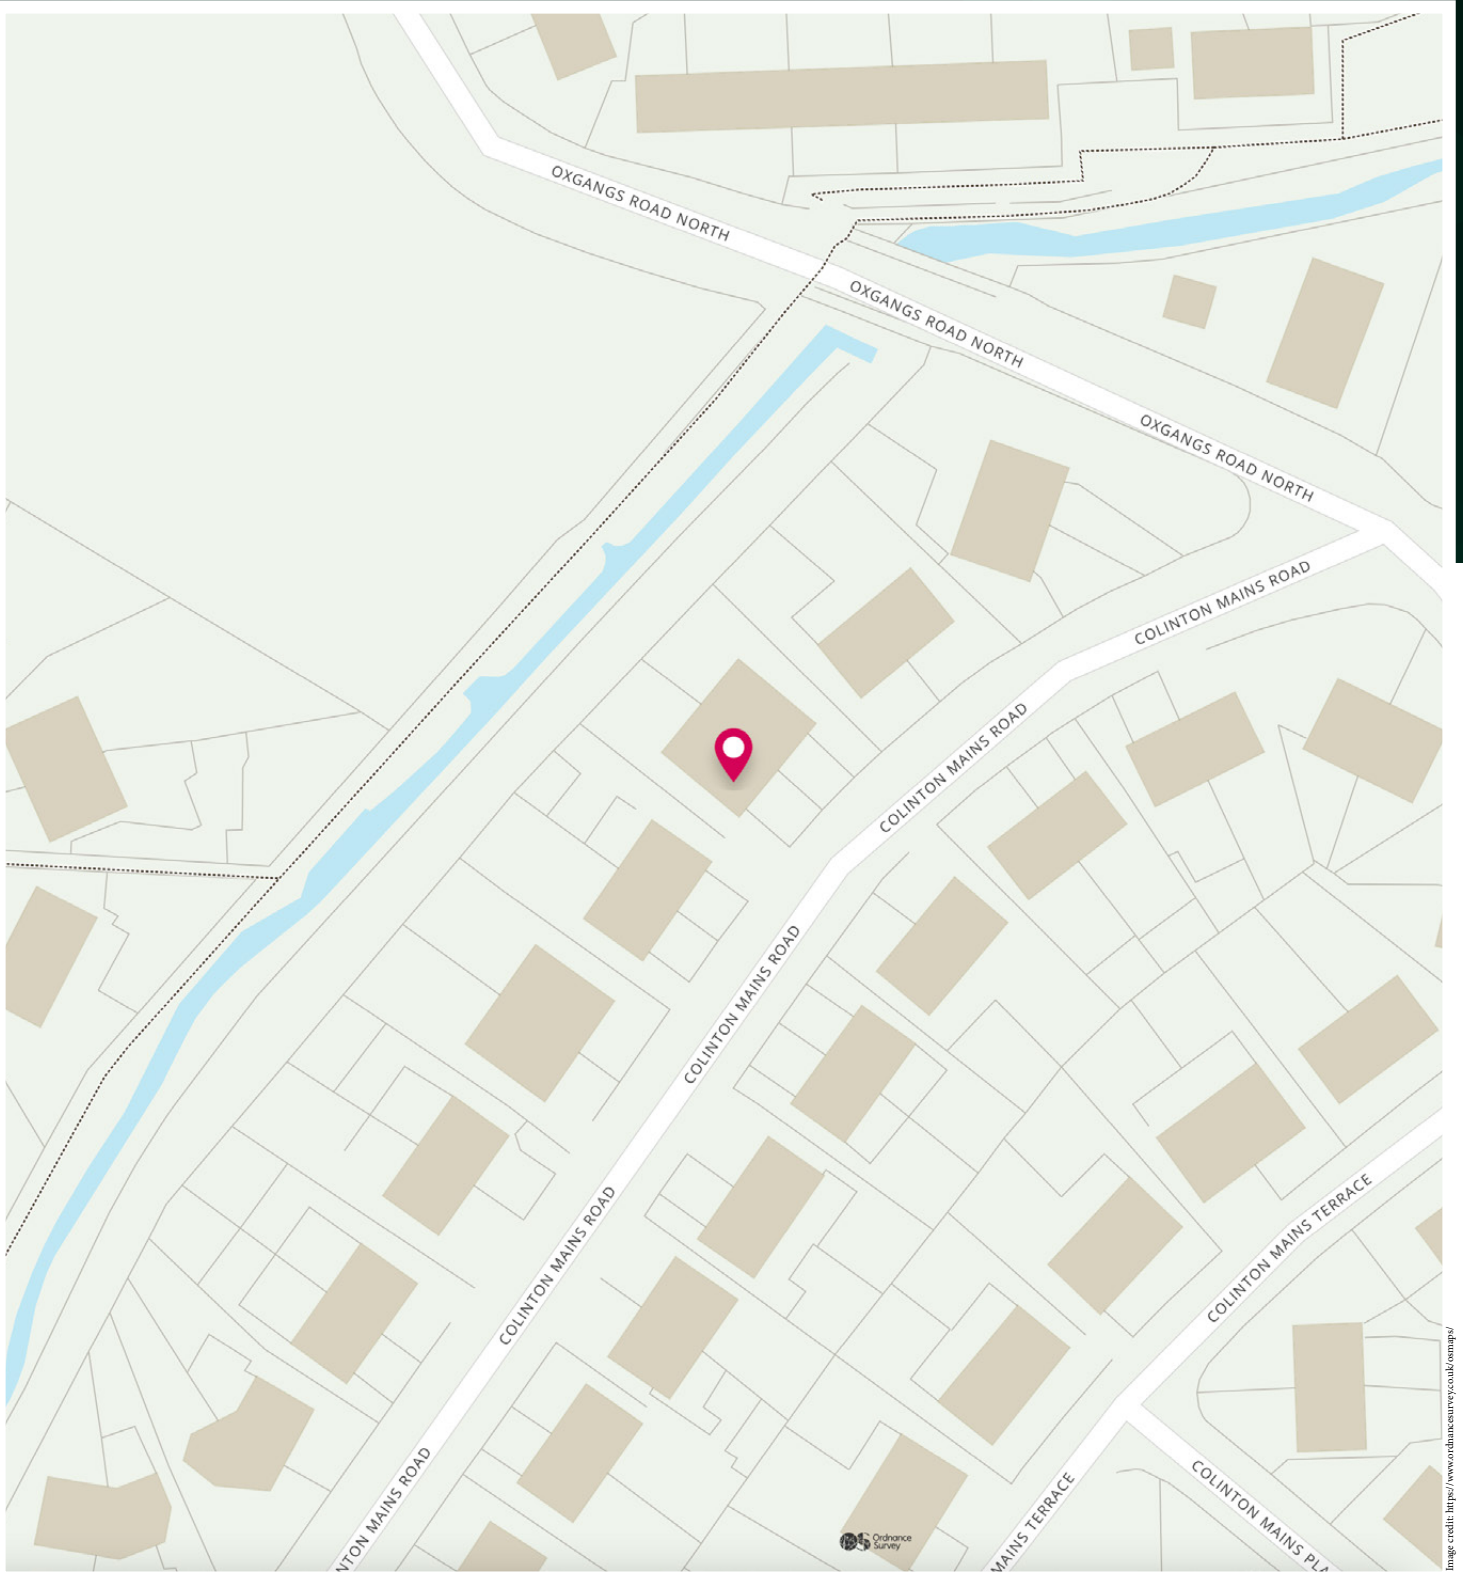 OXGANGS ROAD NORTH
OXGANGS ROAD NORTH
OXGANGS ROAD NORTH
COLINTON MAINS ROAD
COLINTON MAINS ROAD
COLINTON MAINS ROAD
COLINTON MAINS ROAD
COLINTON MAINS TERRACE
NTON MAINS ROAD
MAINS TERRACE
COLINTON MAINS PLA
OS
Ordnance
Survey
Image credit: https://www.ordnancesurvey.co.uk/osmaps/